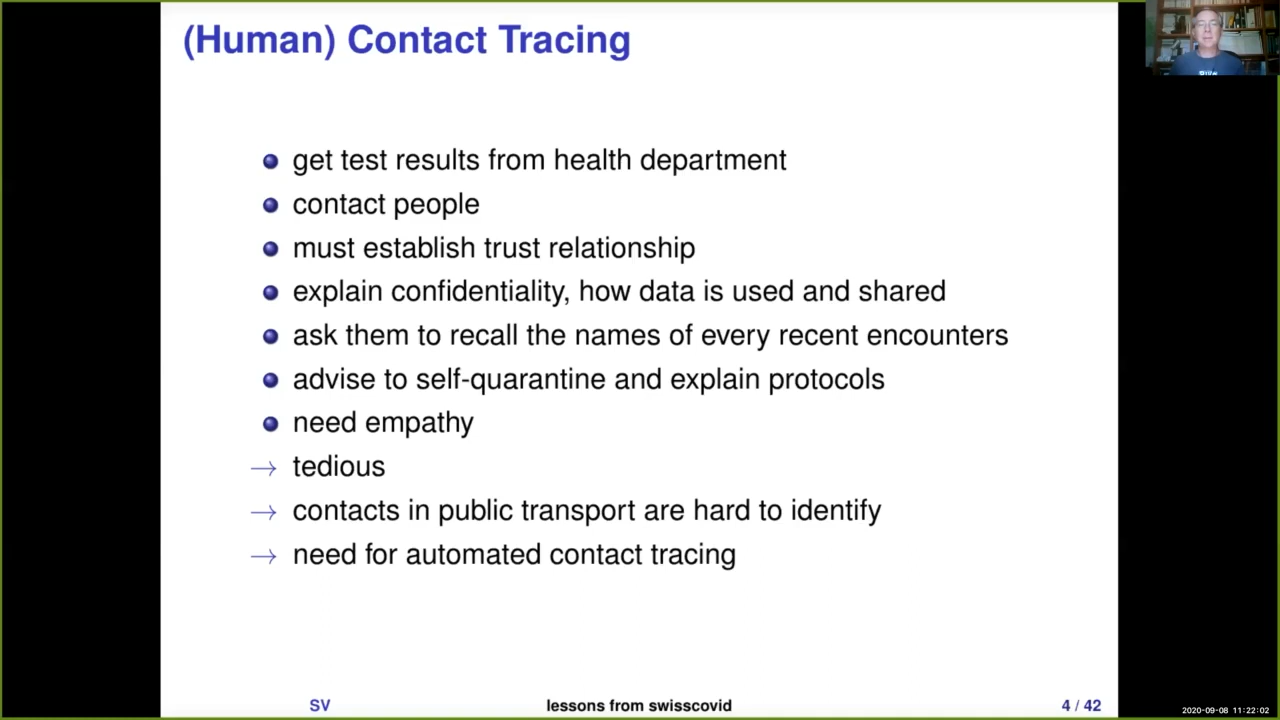 (Human) Contact Tracing
get test results from health department
contact people
must establish trust relationship
explain confidentiality, how data is used and shared
ask them to recall the names of every recent encounters
advise to self-quarantine and explain protocols
need empathy
→ tedious
→ contacts in public transport are hard to identify
→ need for automated contact tracing
SV lessons from swisscovid 4 / 42
2020-09-08 11:22:02